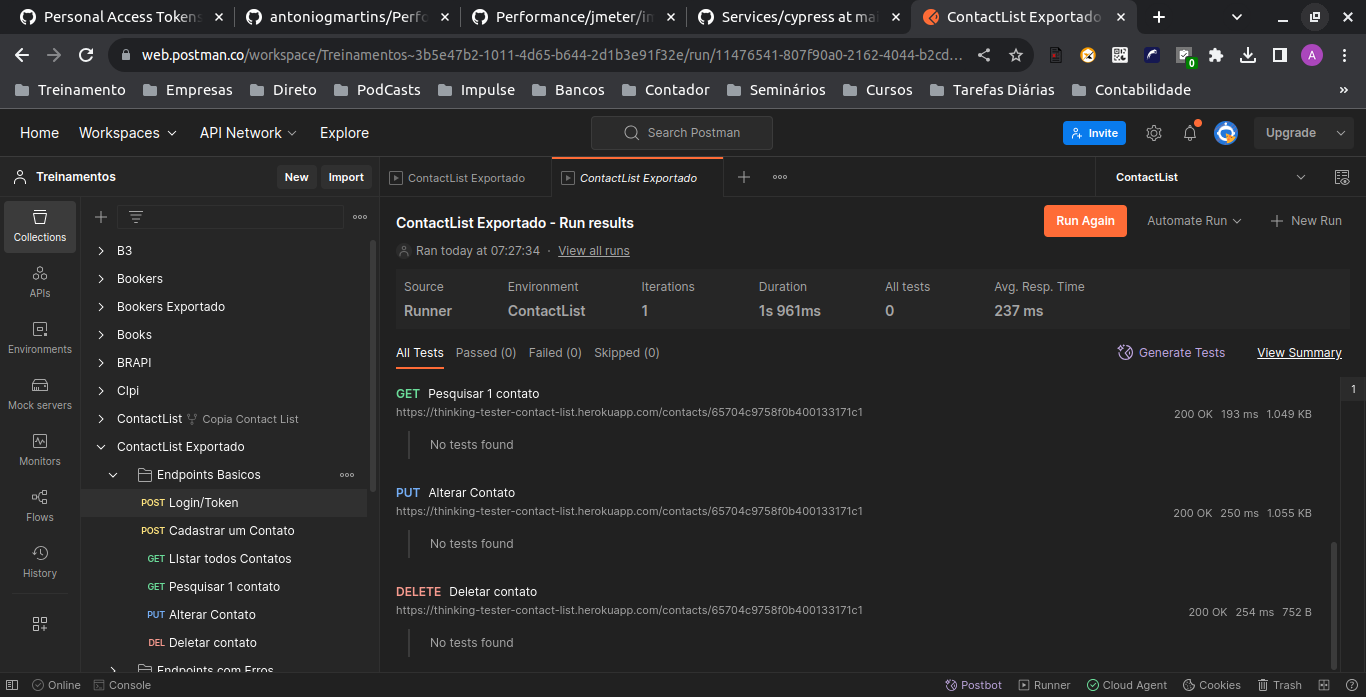 Personal Access Tokens
antoniogmartins/Perfo
Performance/jmeter/im
Services/cypress at mai
ContactList Exportado
web.postman.co/workspace/Treinamentos~3b5e47b2-1011-4d65-b644-2d1b3e91f32e/run/11476541-807f90a0-2162-4044-b2cd…
A
0
Treinamento
Empresas
Direto
PodCasts
Impulse
Bancos
Contador
Seminários
Cursos
Tarefas Diárias
Contabilidade
»
Home
Workspaces
API Network
Explore
Search Postman
Invite
Upgrade
Treinamentos
New
Import
ContactList Exportado
ContactList Exportado
ContactList
Collections
APIs
Environments
Mock servers
Monitors
Flows
History
B3
Bookers
Bookers Exportado
Books
BRAPI
Clpi
ContactList Copia Contact List
ContactList Exportado
Endpoints Basicos
POST Login/Token
POST Cadastrar um Contato
GET LIstar todos Contatos
GET Pesquisar 1 contato
PUT Alterar Contato
DEL Deletar contato
Endpoints com Erros
ContactList Exportado - Run results
Run Again
Automate Run
New Run
Ran today at 07:27:34 · View all runs
Source Environment Iterations Duration All tests Avg. Resp. Time
Runner ContactList 1 1s 961ms 0 237 ms
All Tests Passed (0) Failed (0) Skipped (0)
Generate Tests
View Summary
1
GET Pesquisar 1 contato
https://thinking-tester-contact-list.herokuapp.com/contacts/65704c9758f0b400133171c1
200 OK 193 ms 1.049 KB
No tests found
PUT Alterar Contato
https://thinking-tester-contact-list.herokuapp.com/contacts/65704c9758f0b400133171c1
200 OK 250 ms 1.055 KB
No tests found
DELETE Deletar contato
https://thinking-tester-contact-list.herokuapp.com/contacts/65704c9758f0b400133171c1
200 OK 254 ms 752 B
No tests found
Online
Console
Postbot
Runner
Cloud Agent
Cookies
Trash